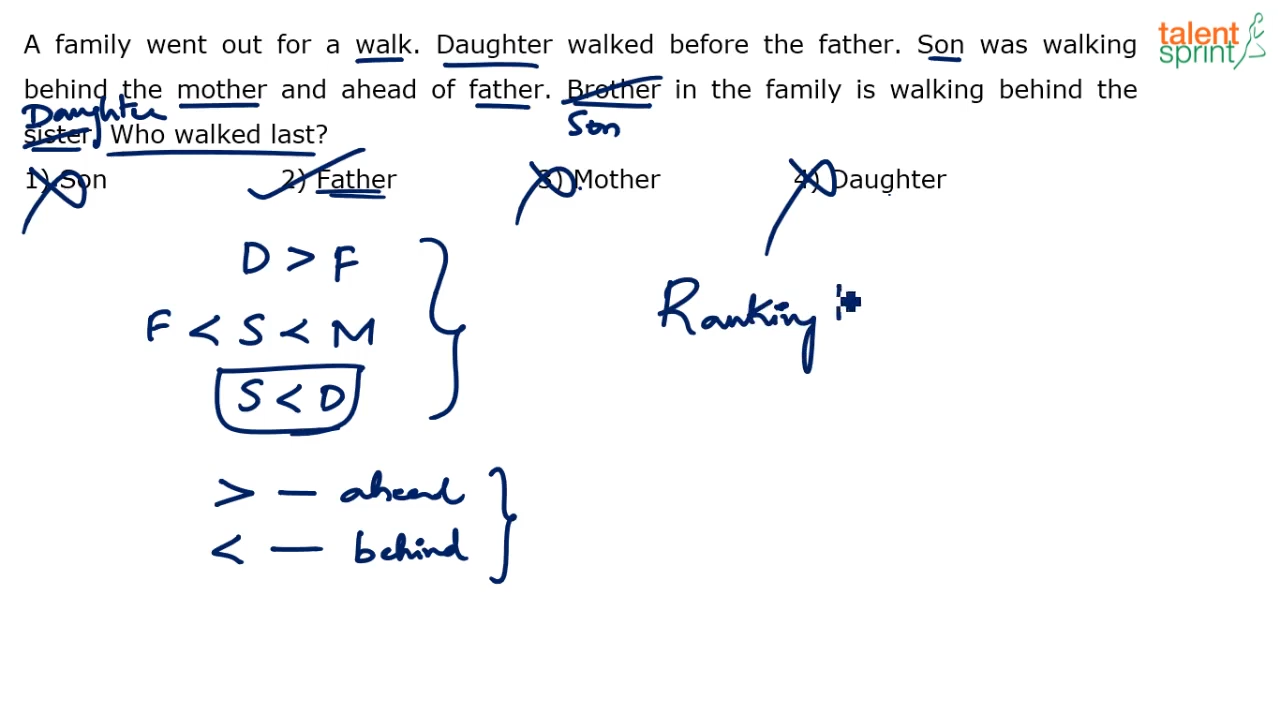 talent
sprint
A family went out for a walk. Daughter walked before the father. Son was walking
behind the mother and ahead of father. Brother in the family is walking behind the
Daughter
Son
sister. Who walked last?
1) Son 2) Father 3) Mother 4) Daughter
D > F
F < S < M
S < D
> — ahead
< — behind
Ranking